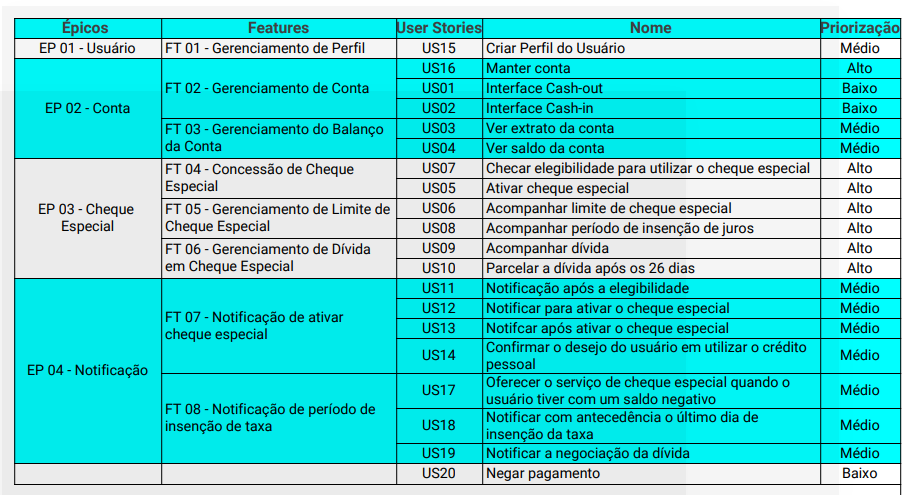 Épicos Features User Stories Nome Priorização
EP 01 - Usuário FT 01 - Gerenciamento de Perfil US15 Criar Perfil do Usuário Médio
EP 02 - Conta FT 02 - Gerenciamento de Conta US16 Manter conta Alto
US01 Interface Cash-out Baixo
US02 Interface Cash-in Baixo
FT 03 - Gerenciamento do Balanço
da Conta
US03 Ver extrato da conta Médio
US04 Ver saldo da conta Médio
EP 03 - Cheque
Especial
FT 04 - Concessão de Cheque
Especial
US07 Checar elegibilidade para utilizar o cheque especial Alto
US05 Ativar cheque especial Alto
FT 05 - Gerenciamento de Limite de
Cheque Especial
US06 Acompanhar limite de cheque especial Alto
US08 Acompanhar período de insenção de juros Alto
FT 06 - Gerenciamento de Dívida
em Cheque Especial
US09 Acompanhar dívida Alto
US10 Parcelar a dívida após os 26 dias Alto
EP 04 - Notificação
FT 07 - Notificação de ativar
cheque especial
US11 Notificação após a elegibilidade Médio
US12 Notificar para ativar o cheque especial Médio
US13 Notifcar após ativar o cheque especial Médio
US14 Confirmar o desejo do usuário em utilizar o crédito
pessoal Médio
FT 08 - Notificação de período de
insenção de taxa
US17 Oferecer o serviço de cheque especial quando o
usuário tiver com um saldo negativo Médio
US18 Notificar com antecedência o último dia de
insenção da taxa Médio
US19 Notificar a negociação da dívida Médio
US20 Negar pagamento Baixo